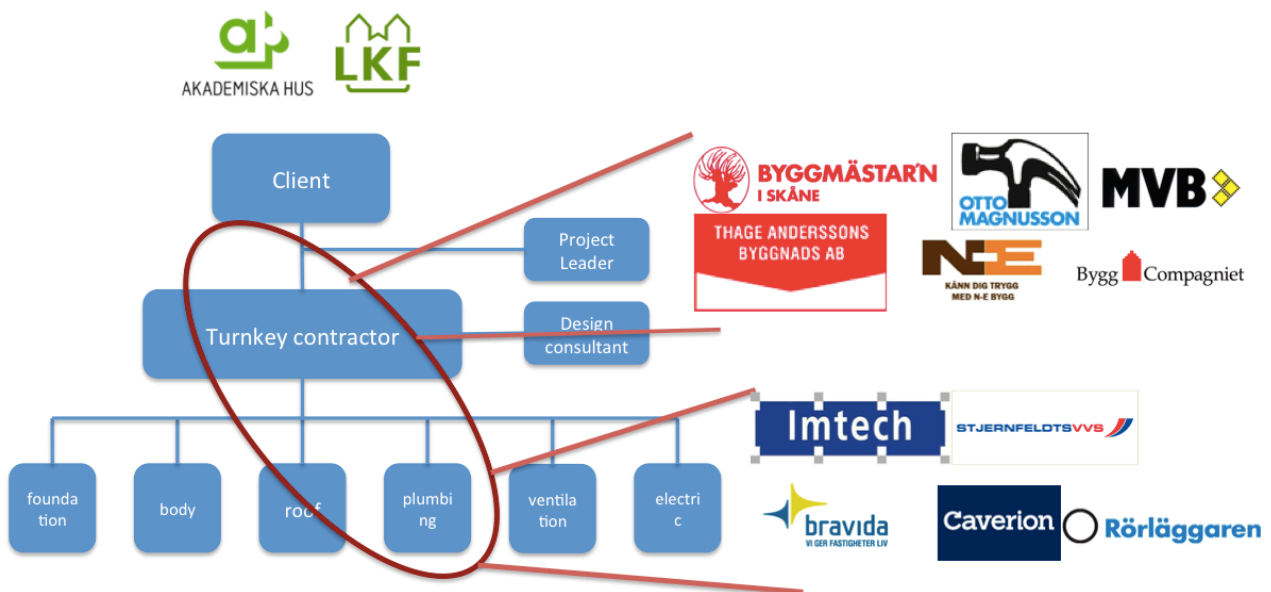 ap
AKADEMISKA HUS
LKF
Client
Project
Leader
Turnkey contractor
Design
consultant
founda
tion
body
roof
plumbi
ng
ventila
tion
electri
c
BYGGMÄSTAR'N
I SKÅNE
OTTO
MAGNUSSON
MVB
THAGE ANDERSSONS
BYGGNADS AB
N-E
KÄNN DIG TRYGG
MED N-E BYGG
Bygg Compagniet
Imtech
STJERNFELDTSVVS
bravida
VI GER FASTIGHETER LIV
Caverion
Rörläggaren